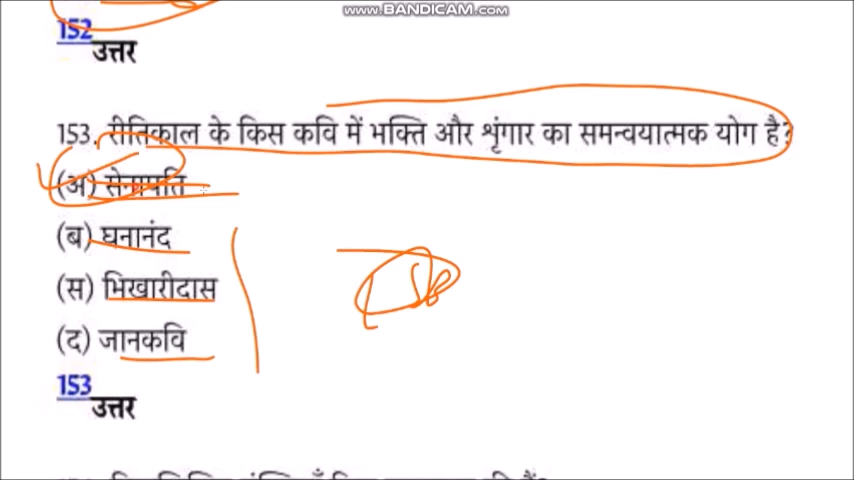 www.BANDICAM.com
152
उत्तर
153. रीतिकाल के किस कवि में भक्ति और शृंगार का समन्वयात्मक योग है?
(अ) सेनापति
(ब) घनानंद
(स) भिखारीदास
(द) जानकवि
153
उत्तर